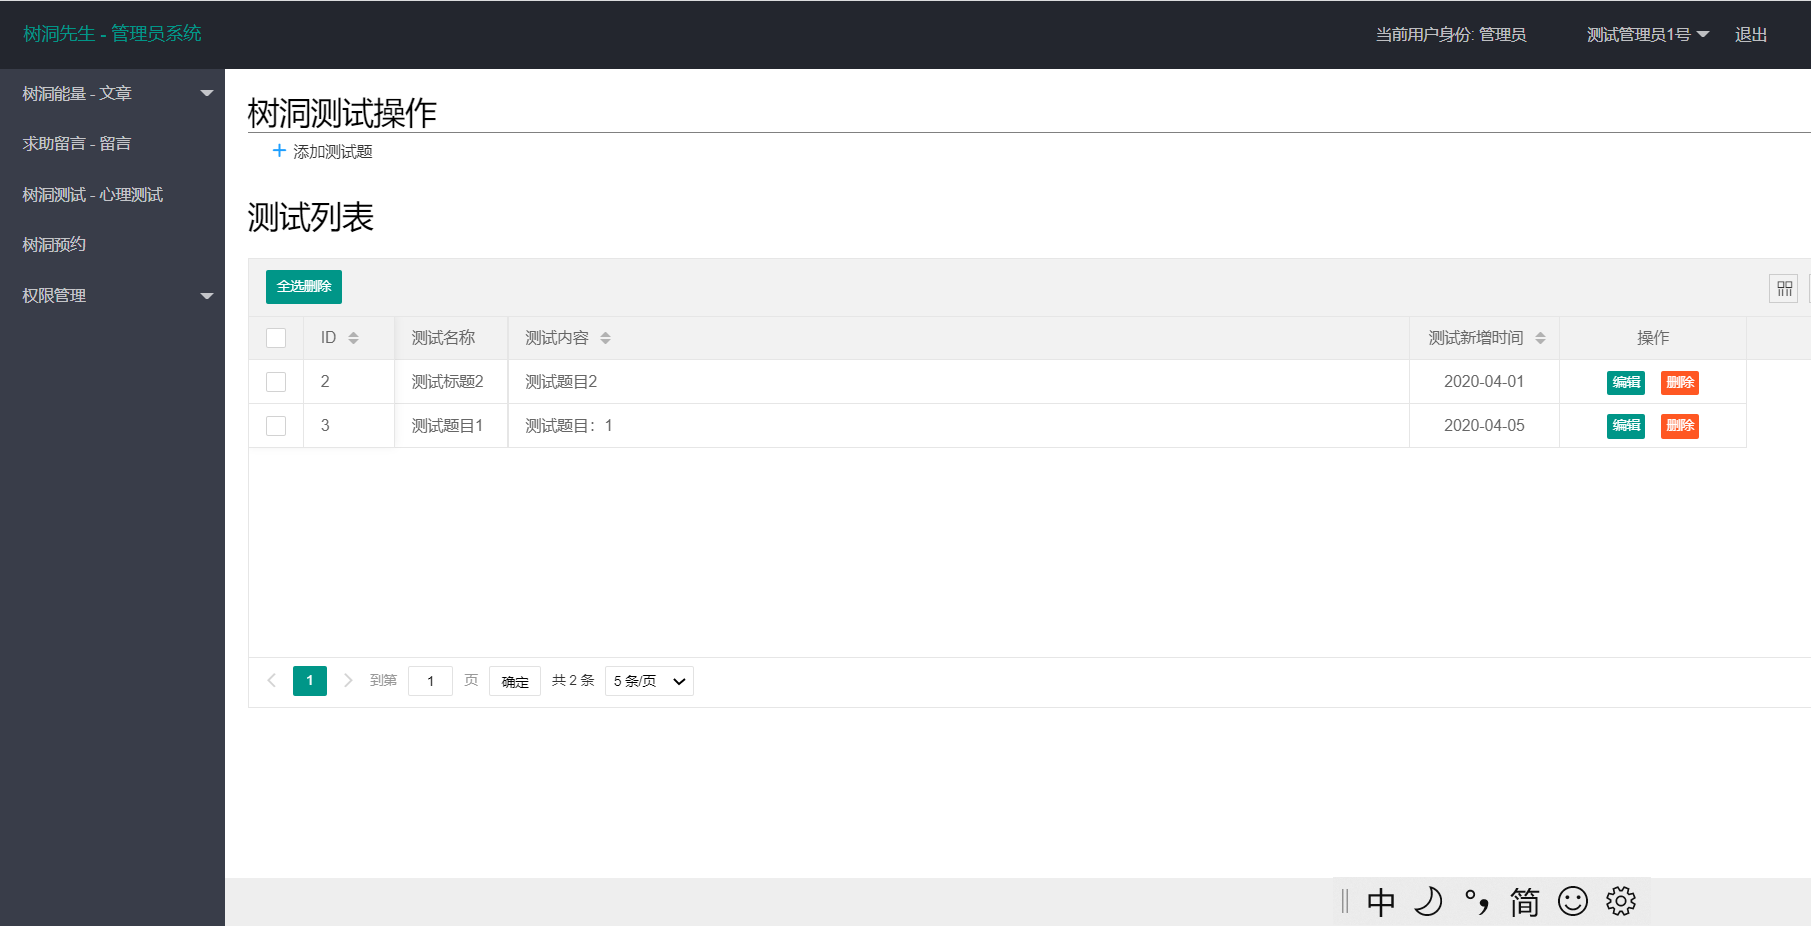 树洞先生 - 管理员系统
当前用户身份: 管理员
测试管理员1号
退出
树洞能量 - 文章
求助留言 - 留言
树洞测试 - 心理测试
树洞预约
权限管理
树洞测试操作
添加测试题
测试列表
全选删除
ID 测试名称 测试内容 测试新增时间 操作
2 测试标题2 测试题目2 2020-04-01 编辑 删除
3 测试题目1 测试题目：1 2020-04-05 编辑 删除
1 到第 1 页 确定 共 2 条 5 条/页
中 °, 简